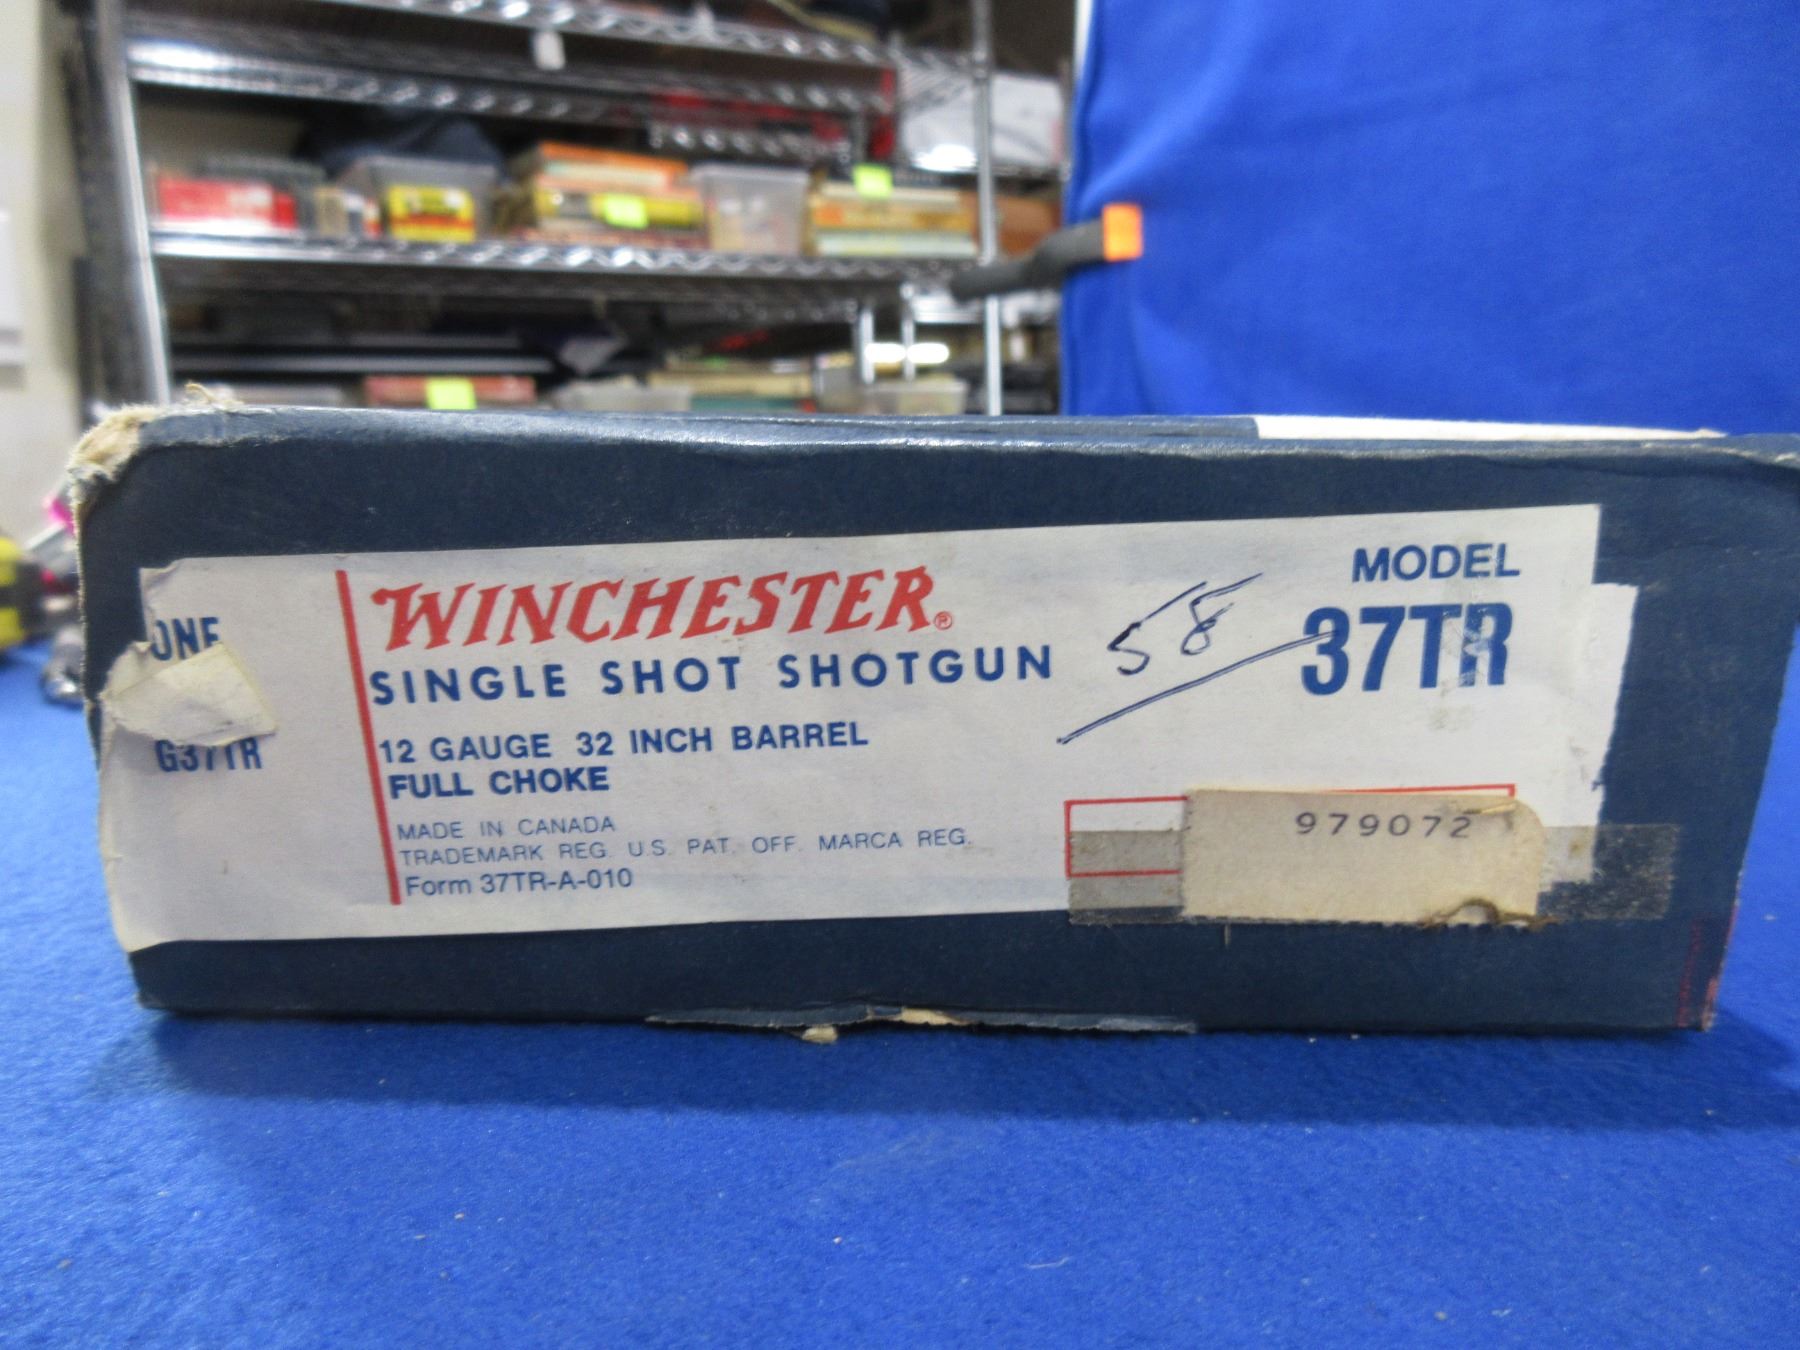 ONE
G37TR
WINCHESTER®
SINGLE SHOT SHOTGUN
12 GAUGE 32 INCH BARREL
FULL CHOKE
MADE IN CANADA
TRADEMARK REG. U.S. PAT. OFF. MARCA REG.
Form 37TR-A-010
58
MODEL
37TR
979072